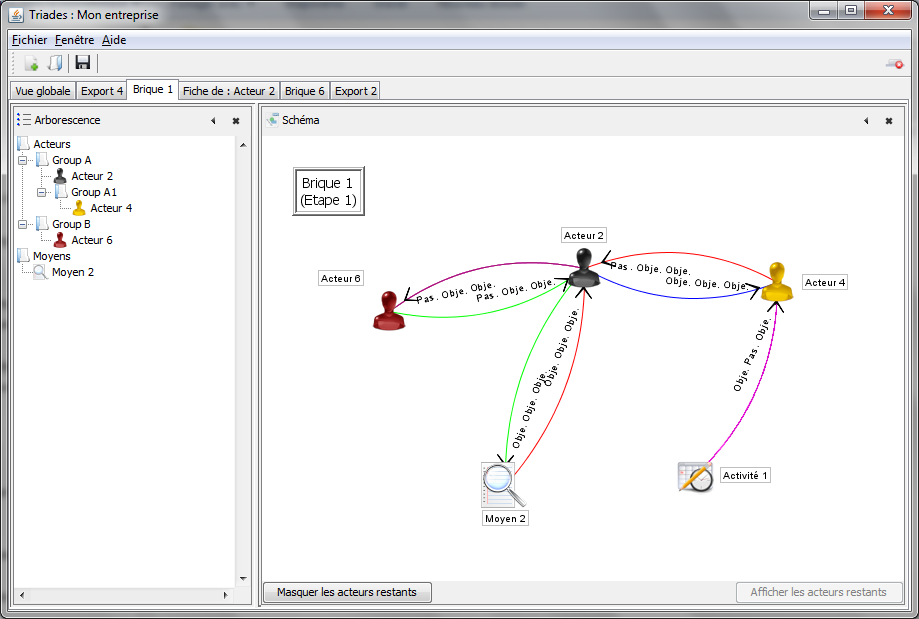 Triades : Mon entreprise
Fichier Fenêtre Aide
Vue globale Export 4 Brique 1 Fiche de : Acteur 2 Brique 6 Export 2
Arborescence
Acteurs
Group A
Acteur 2
Group A1
Acteur 4
Group B
Acteur 6
Moyens
Moyen 2
Schéma
Brique 1
(Etape 1)
Acteur 2
Acteur 6
Acteur 4
Pas. Obje. Obje.
Obje. Obje. Obje.
Pas. Obje. Obje.
Pas. Obje. Obje.
Obje. Obje. Obje.
Obje. Obje. Obje.
Obje. Pas. Obje.
Moyen 2
Activité 1
Masquer les acteurs restants
Afficher les acteurs restants